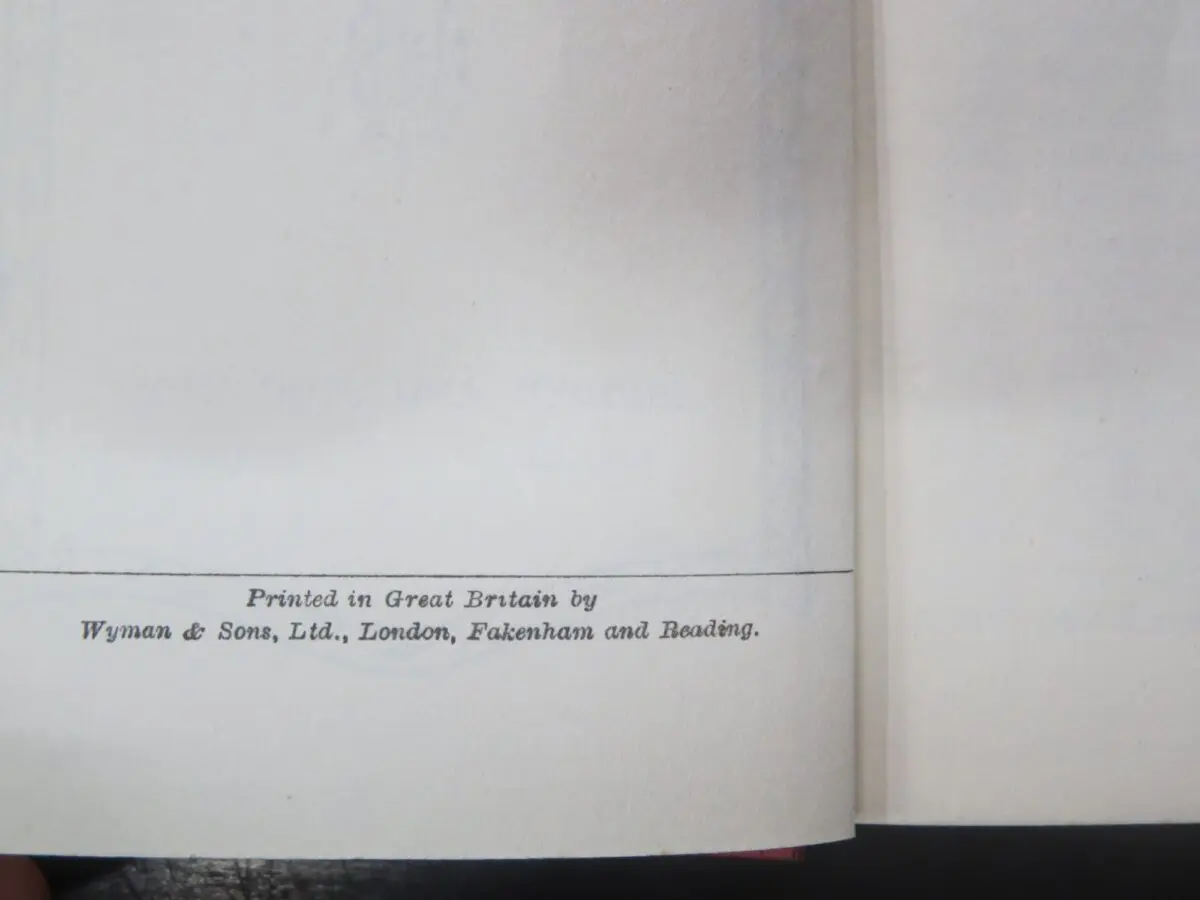 Printed in Great Britain by
Wyman & Sons, Ltd., London, Fakenham and Reading.